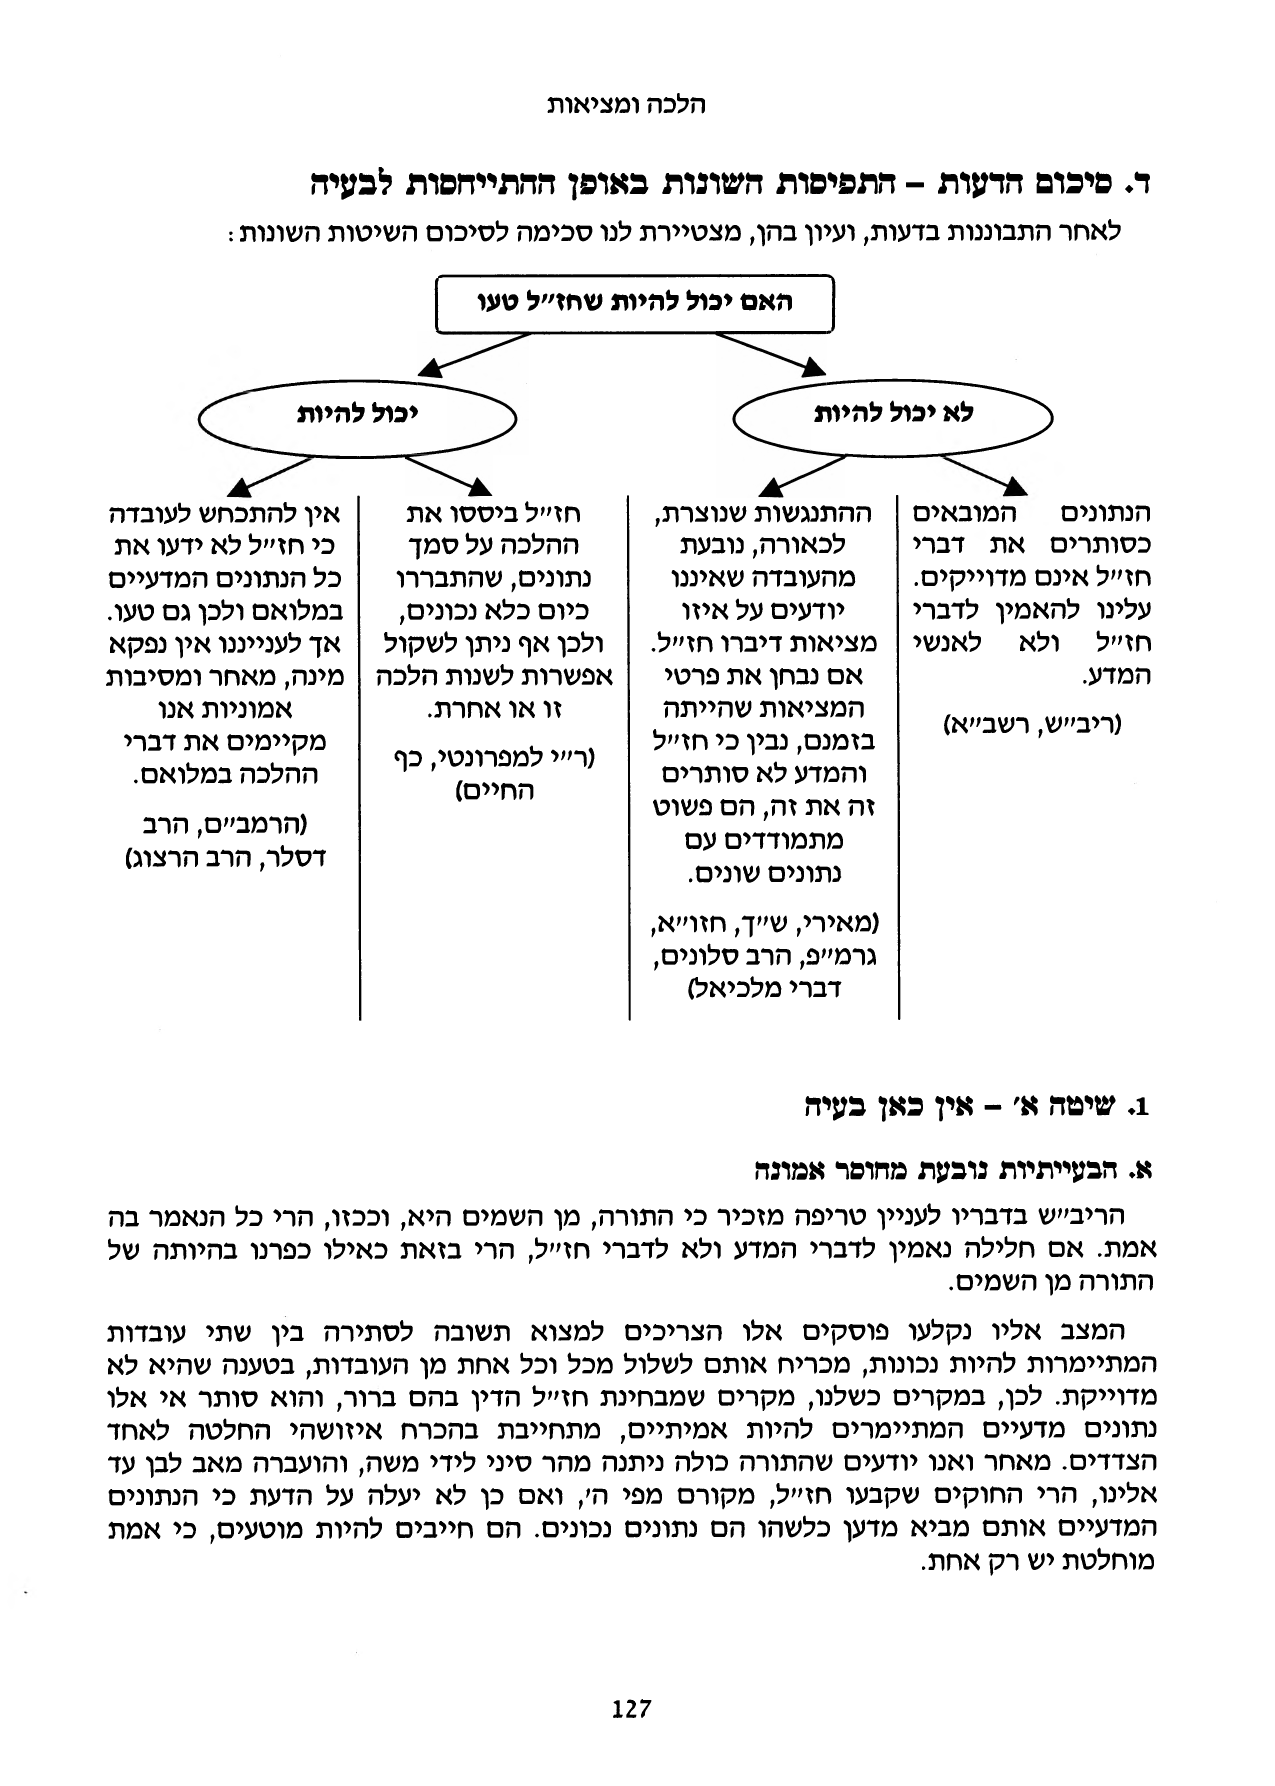 הלכה ומציאות
ד. סיכום הדעות – התפיסות השונות באופן ההתייחסות לבעיה
לאחר התבוננות בדעות, ועיון בהן, מצטיירת לנו סכימה לסיכום השיטות השונות:
האם יכול להיות שחז״ל טעו
לא יכול להיות
יכול להיות
הנתונים המובאים
כסותרים את דברי
חז״ל אינם מדוייקים.
עלינו להאמין לדברי
חז״ל ולא לאנשי
המדע.
(ריב״ש, רשב״א)
ההתנגשות שנוצרת,
לכאורה, נובעת
מהעובדה שאיננו
יודעים על איזו
מציאות דיברו חז״ל.
אם נבחן את פרטי
המציאות שהייתה
בזמנם, נבין כי חז״ל
והמדע לא סותרים
זה את זה, הם פשוט
מתמודדים עם
נתונים שונים.
(מאירי, ש״ך, חזו״א,
גרמ״פ, הרב סלונים,
דברי מלכיאל)
חז״ל ביססו את
ההלכה על סמך
נתונים, שהתבררו
כיום כלא נכונים,
ולכן אף ניתן לשקול
אפשרות לשנות הלכה
זו או אחרת.
(ר״י למפרונטי, כף
החיים)
אין להתכחש לעובדה
כי חז״ל לא ידעו את
כל הנתונים המדעיים
במלואם ולכן גם טעו.
אך לענייננו אין נפקא
מינה, מאחר ומסיבות
אמוניות אנו
מקיימים את דברי
ההלכה במלואם.
(הרמב״ם, הרב
דסלר, הרב הרצוג)
1. שיטה א׳ – אין כאן בעיה
א. הבעייתיות נובעת מחוסר אמונה
הריב״ש בדבריו לעניין טריפה מזכיר כי התורה, מן השמים היא, וככזו, הרי כל הנאמר בה
אמת. אם חלילה נאמין לדברי המדע ולא לדברי חז״ל, הרי בזאת כאילו כפרנו בהיותה של
התורה מן השמים.
המצב אליו נקלעו פוסקים אלו הצריכים למצוא תשובה לסתירה בין שתי עובדות
המתיימרות להיות נכונות, מכריח אותם לשלול מכל וכל אחת מן העובדות, בטענה שהיא לא
מדוייקת. לכן, במקרים כשלנו, מקרים שמבחינת חז״ל הדין בהם ברור, והוא סותר אי אלו
נתונים מדעיים המתיימרים להיות אמיתיים, מתחייבת בהכרח איזושהי החלטה לאחד
הצדדים. מאחר ואנו יודעים שהתורה כולה ניתנה מהר סיני לידי משה, והועברה מאב לבן עד
אלינו, הרי החוקים שקבעו חז״ל, מקורם מפי ה׳, ואם כן לא יעלה על הדעת כי הנתונים
המדעיים אותם מביא מדען כלשהו הם נתונים נכונים. הם חייבים להיות מוטעים, כי אמת
מוחלטת יש רק אחת.
127